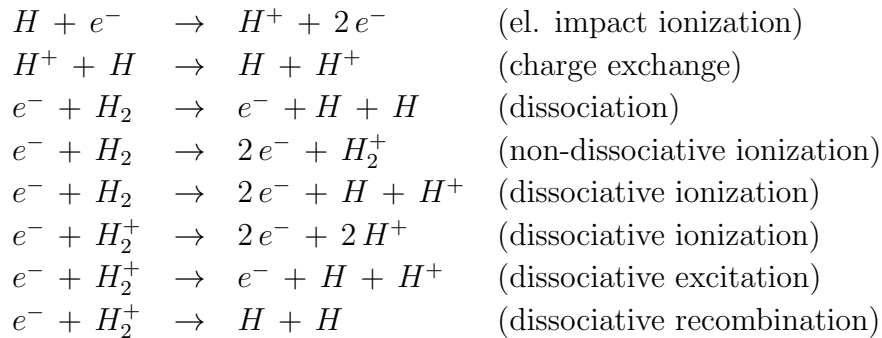 H + e⁻ → H⁺ + 2 e⁻ (el. impact ionization)
H⁺ + H → H + H⁺ (charge exchange)
e⁻ + H₂ → e⁻ + H + H (dissociation)
e⁻ + H₂ → 2 e⁻ + H₂⁺ (non-dissociative ionization)
e⁻ + H₂ → 2 e⁻ + H + H⁺ (dissociative ionization)
e⁻ + H₂⁺ → 2 e⁻ + 2 H⁺ (dissociative ionization)
e⁻ + H₂⁺ → e⁻ + H + H⁺ (dissociative excitation)
e⁻ + H₂⁺ → H + H (dissociative recombination)